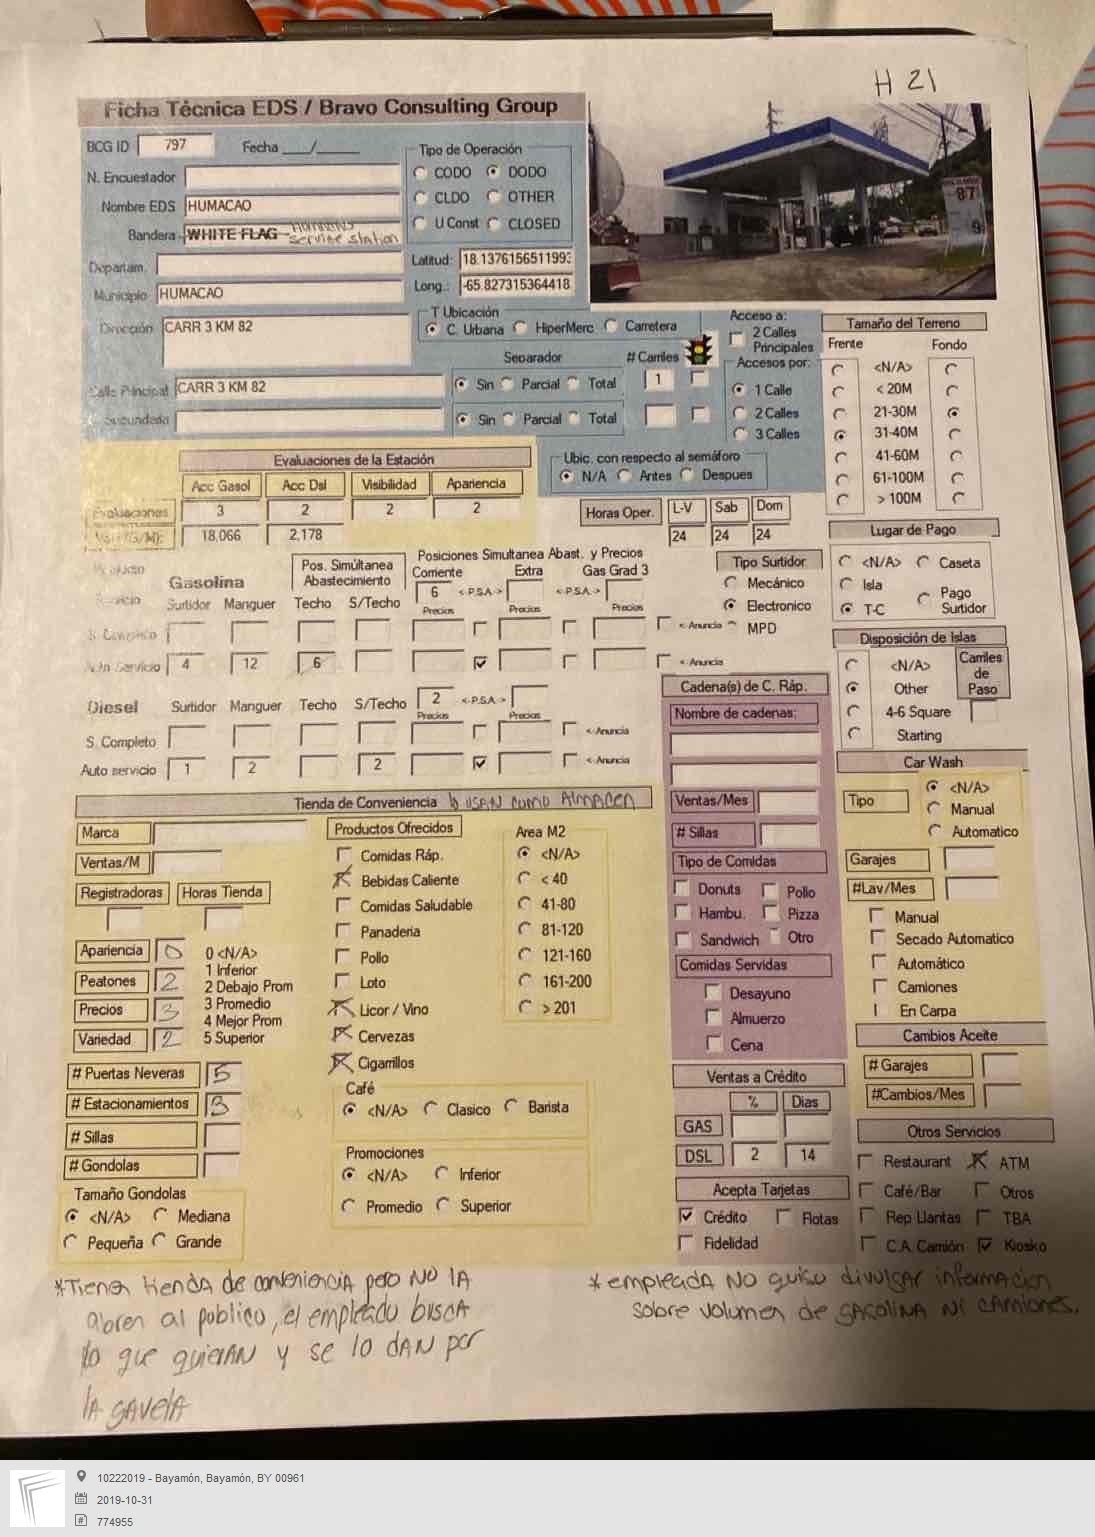 H 21
Ficha Técnica EDS / Bravo Consulting Group
BCG ID 797 Fecha ___/___
N. Encuestador
Nombre EDS HUMACAO
Bandera WHITE FLAG service station
Departam.
Municipio HUMACAO
Dirección CARR 3 KM 82
Calle Principal CARR 3 KM 82
Secundaria
Tipo de Operación
CODO DODO
CLDO OTHER
U Const CLOSED
Latitud: 18.1376156511993
Long.: -65.827315364418
87
9
T Ubicación
C. Urbana HiperMerc Carretera
Separador # Carriles
Sin Parcial Total 1
Sin Parcial Total
Acceso a:
2 Calles
Principales
Accesos por:
1 Calle
2 Calles
3 Calles
Ubic. con respecto al semáforo
N/A Antes Despues
Tamaño del Terreno
Frente Fondo
<N/A>
< 20M
21-30M
31-40M
41-60M
61-100M
> 100M
Evaluaciones de la Estación
Acc Gasol Acc Dsl Visibilidad Apariencia
Evaluaciones 3 2 2 2
Vol (G/M): 18,066 2,178
Horas Oper. L-V Sab Dom
24 24 24
Gasolina
Pos. Simúltanea
Abastecimiento
Posiciones Simultanea Abast. y Precios
Corriente Extra Gas Grad 3
6 <-P.S.A.-> <-P.S.A.->
Surtidor Manguer Techo S/Techo Precios Precios Precios
S. Completo <-Anuncia
Auto Servicio 4 12 6 <-Anuncia
Tipo Surtidor
Mecánico
Electronico
MPD
Lugar de Pago
<N/A> Caseta
Isla Pago
Surtidor
T-C
Disposición de Islas
<N/A>
Other
4-6 Square
Starting
Carriles
de
Paso
Diesel Surtidor Manguer Techo S/Techo 2 <-P.S.A.->
Precios Precios
S. Completo <-Anuncia
Auto servicio 1 2 2 <-Anuncia
Cadena(s) de C. Ráp.
Nombre de cadenas:
Ventas/Mes
# Sillas
Tipo de Comidas
Donuts Pollo
Hambu. Pizza
Sandwich Otro
Comidas Servidas
Desayuno
Almuerzo
Cena
Car Wash
Tipo <N/A>
Manual
Automatico
Garajes
#Lav/Mes
Manual
Secado Automatico
Automático
Camiones
En Carpa
Cambios Aceite
# Garajes
#Cambios/Mes
Tienda de Conveniencia lo USAN como Almacen
Marca
Ventas/M
Registradoras Horas Tienda
Apariencia 0
Peatones 2
Precios 3
Variedad 2
0 <N/A>
1 Inferior
2 Debajo Prom
3 Promedio
4 Mejor Prom
5 Superior
# Puertas Neveras 5
# Estacionamientos 3
# Sillas
# Gondolas
Tamaño Gondolas
<N/A> Mediana
Pequeña Grande
Productos Ofrecidos
Comidas Ráp.
Bebidas Caliente
Comidas Saludable
Panaderia
Pollo
Loto
Licor / Vino
Cervezas
Cigarrillos
Area M2
<N/A>
< 40
41-80
81-120
121-160
161-200
> 201
Café
<N/A> Clasico Barista
Promociones
<N/A> Inferior
Promedio Superior
Ventas a Crédito
% Dias
GAS
DSL 2 14
Acepta Tarjetas
Crédito Flotas
Fidelidad
Otros Servicios
Restaurant ATM
Café/Bar Otros
Rep Llantas TBA
C.A. Camión Kiosko
*Tienen tienda de conveniencia pero NO la
abren al publico, el empleado busca
lo que quieran y se lo dan por
la gaveta
* empleada NO quiso divulgar informacion
sobre volumen de gasolina ni camiones.
10222019 - Bayamón, Bayamón, BY 00961
2019-10-31
774955